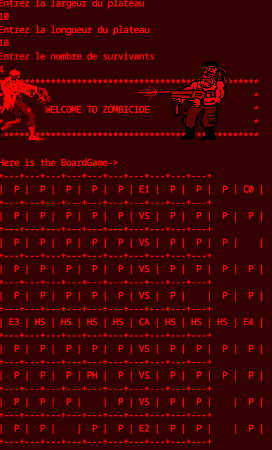 Entrez la largeur du plateau
10
Entrez la longueur du plateau
10
Entrez le nombre de survivants
WELCOME TO ZOMBICIDE
Here is the BoardGame->
| P | P | P | P | P | E1 | P | P | P | C0 |
| P | P | P | P | P | VS | P | P | P | P |
| P | P | P | P | P | VS | P | P | P | |
| P | P | P | P | P | VS | P | P | P | P |
| P | P | P | P | P | VS | P | | P | P |
| E3 | HS | HS | HS | HS | CA | HS | HS | HS | E4 |
| P | P | P | P | P | VS | P | P | P | P |
| P | P | P | PH | P | VS | P | P | P | P |
| P | P | P | | P | VS | P | | P | P |
| P | P | | P | P | E2 | P | P | P | P |